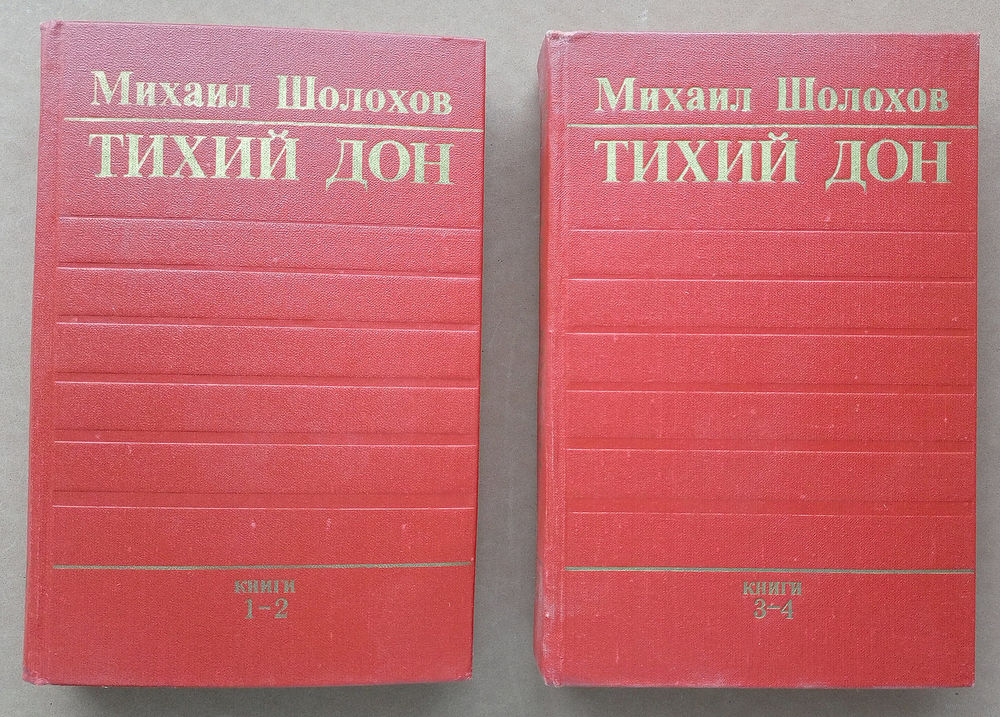 Михаил Шолохов
ТИХИЙ ДОН
книги
1-2
Михаил Шолохов
ТИХИЙ ДОН
книги
3-4